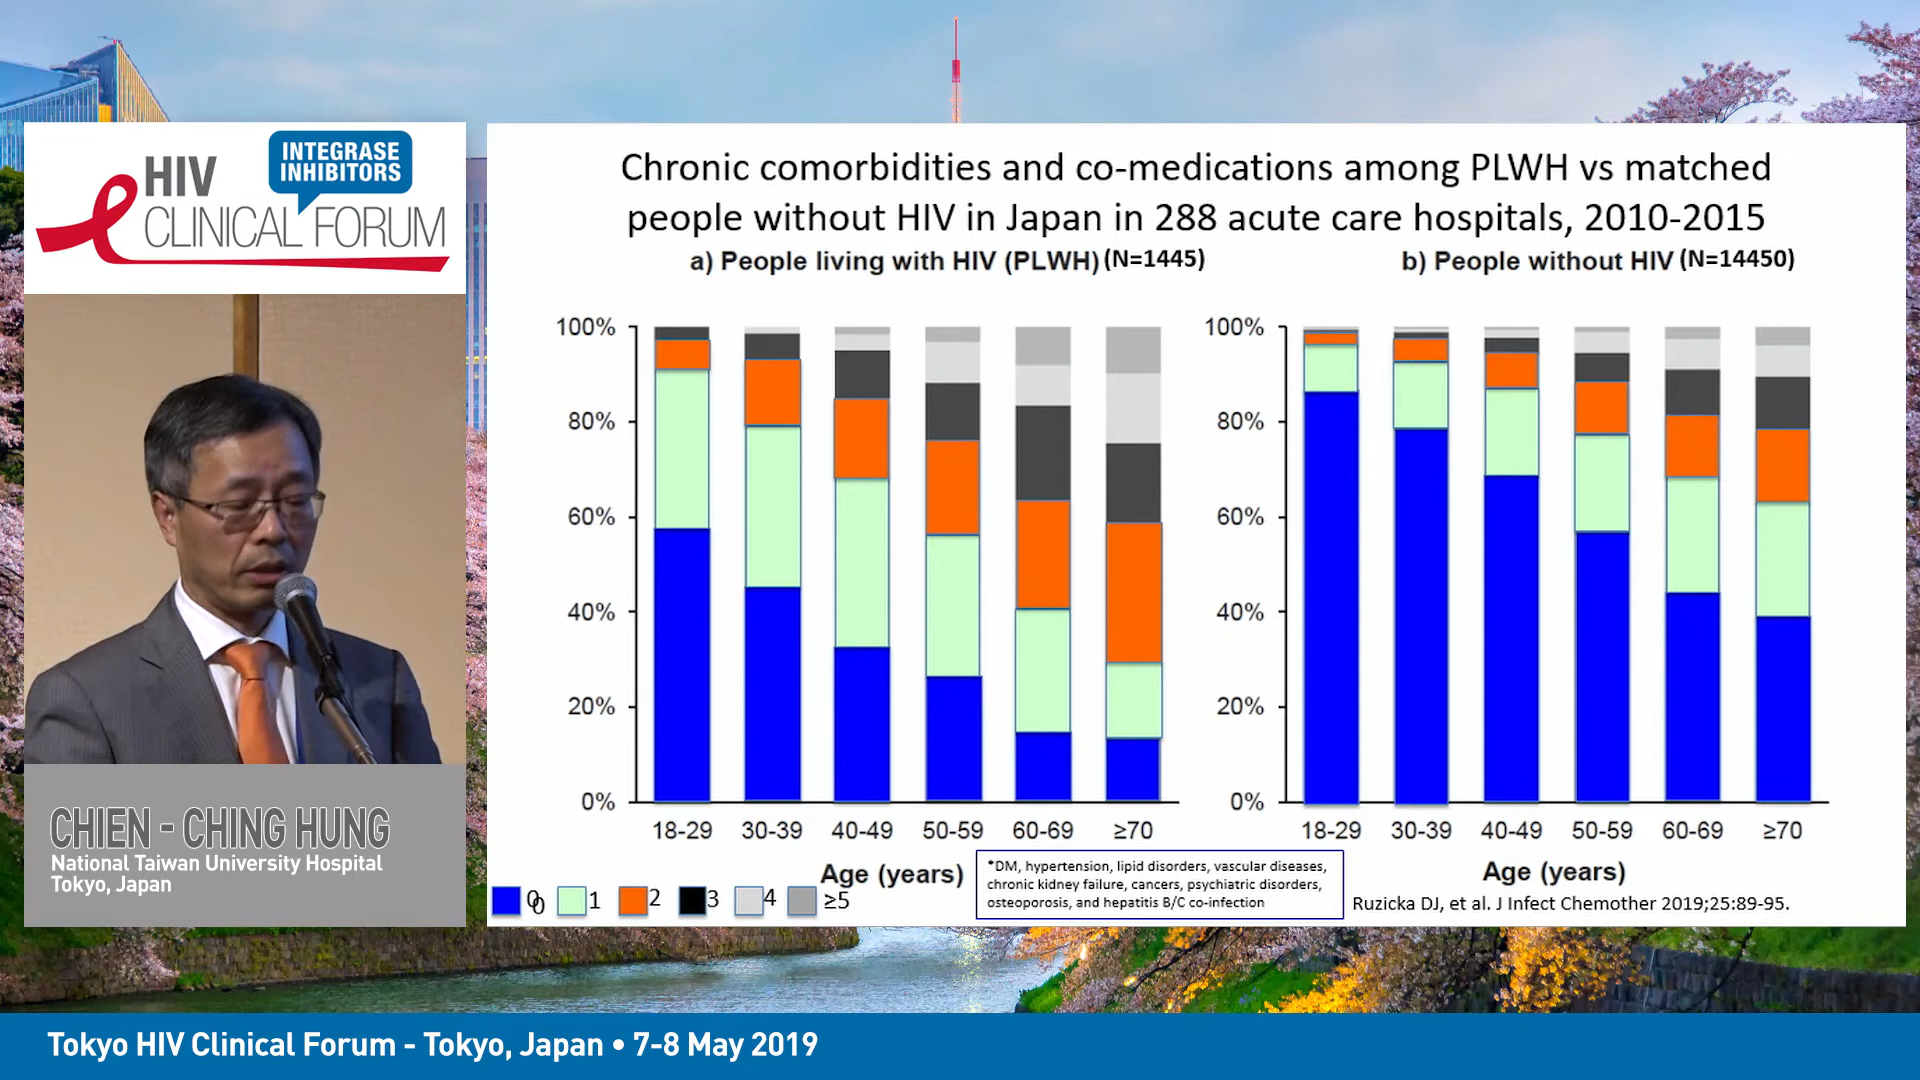 HIV
CLINICAL FORUM
INTEGRASE
INHIBITORS
CHIEN - CHING HUNG
National Taiwan University Hospital
Tokyo, Japan
Chronic comorbidities and co-medications among PLWH vs matched
people without HIV in Japan in 288 acute care hospitals, 2010-2015
a) People living with HIV (PLWH) (N=1445)
100%
80%
60%
40%
20%
0%
18-29 30-39 40-49 50-59 60-69 ≥70
Age (years)
b) People without HIV (N=14450)
100%
80%
60%
40%
20%
0%
18-29 30-39 40-49 50-59 60-69 ≥70
Age (years)
0 0 1 2 3 4 ≥5
*DM, hypertension, lipid disorders, vascular diseases,
chronic kidney failure, cancers, psychiatric disorders,
osteoporosis, and hepatitis B/C co-infection
Ruzicka DJ, et al. J Infect Chemother 2019;25:89-95.
Tokyo HIV Clinical Forum - Tokyo, Japan • 7-8 May 2019